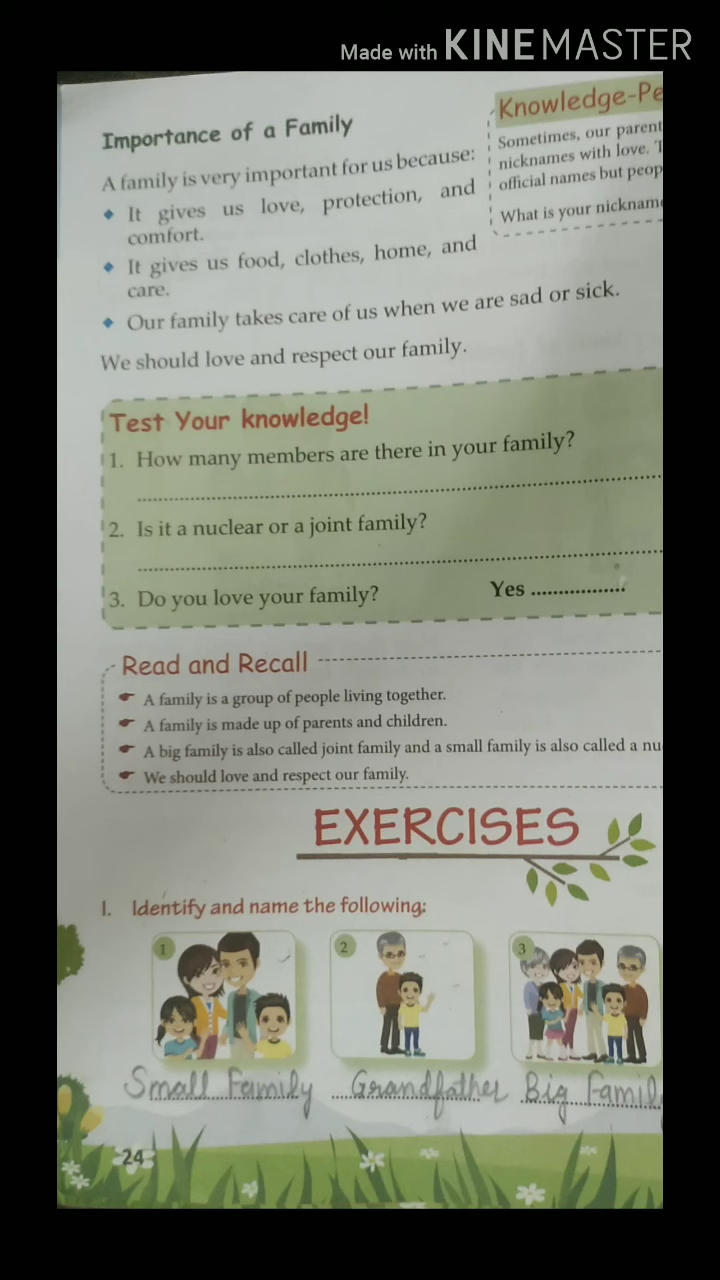 Made with KINEMASTER
Importance of a Family
A family is very important for us because:
◆ It gives us love, protection, and
comfort.
◆ It gives us food, clothes, home, and
care.
◆ Our family takes care of us when we are sad or sick.
We should love and respect our family.
Knowledge-Pe
Sometimes, our parent
nicknames with love. T
official names but peop
What is your nickname
Test Your knowledge!
1. How many members are there in your family?
2. Is it a nuclear or a joint family?
3. Do you love your family? Yes .................
Read and Recall
A family is a group of people living together.
A family is made up of parents and children.
A big family is also called joint family and a small family is also called a nu
We should love and respect our family.
EXERCISES
I. Identify and name the following:
1 2 3
Small Family Grandfather Big Famil
24